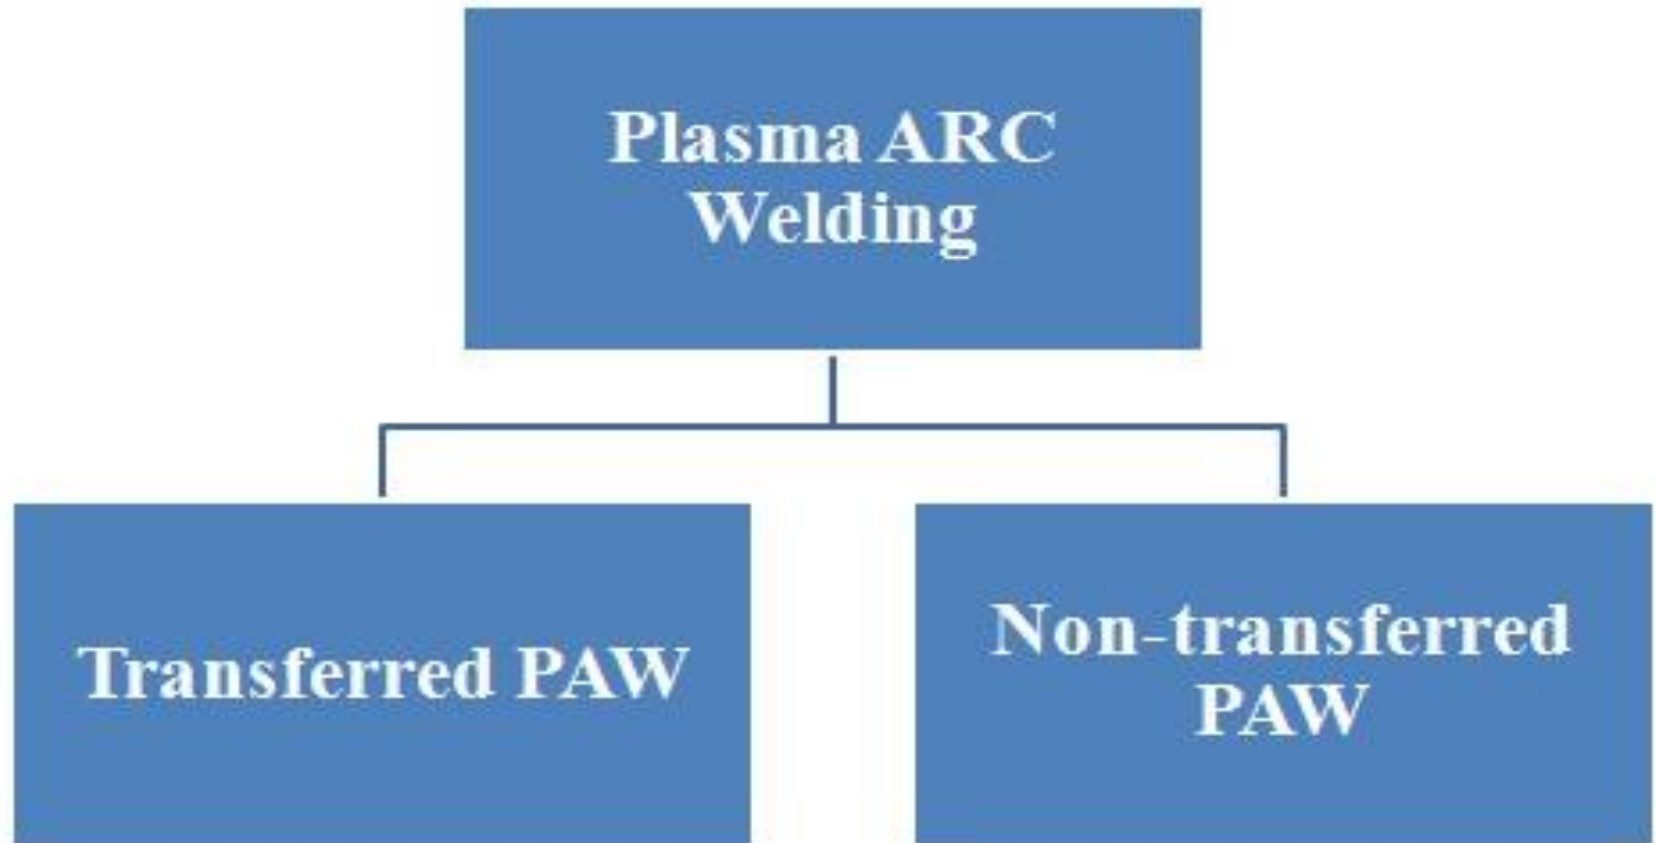 Plasma ARC
Welding
Transferred PAW
Non-transferred
PAW